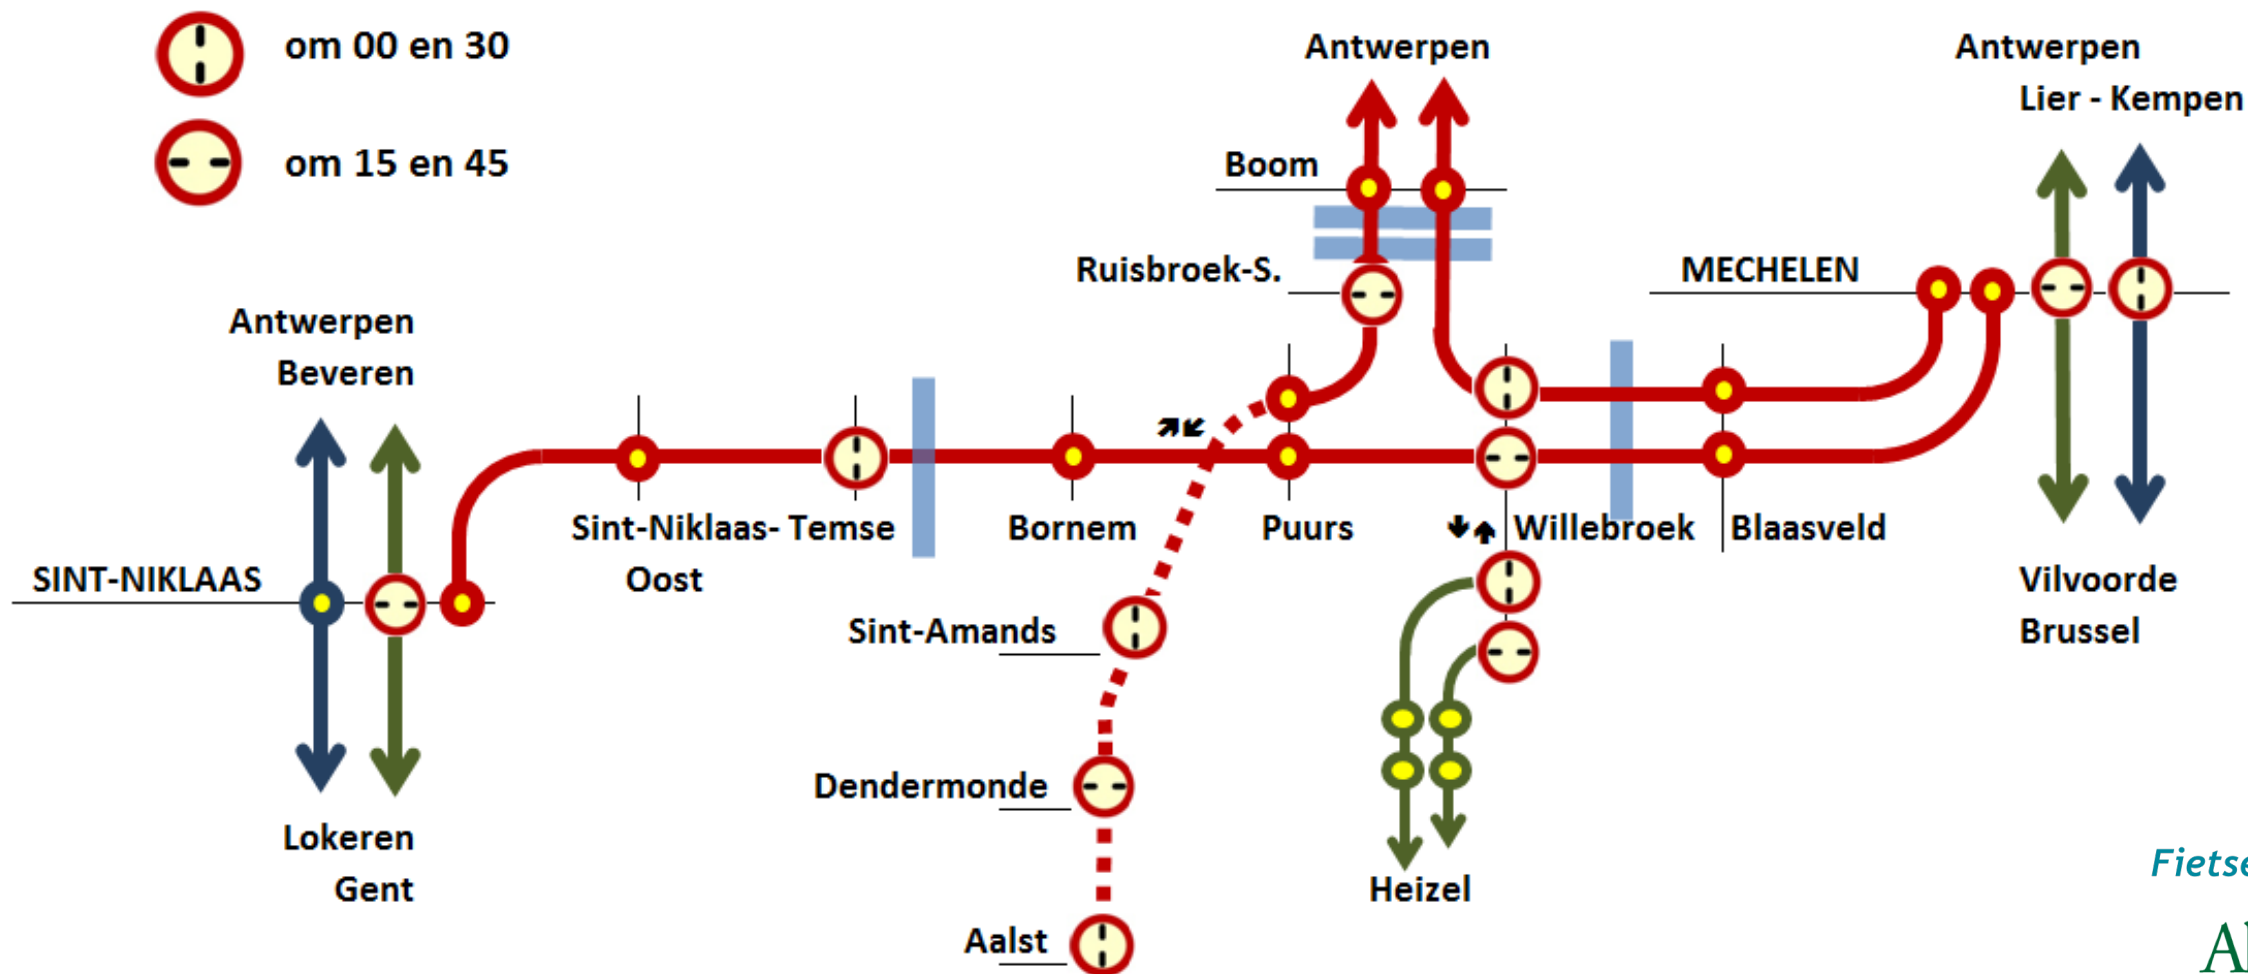 om 00 en 30
om 15 en 45
Antwerpen
Antwerpen
Lier - Kempen
Boom
Ruisbroek-S.
MECHELEN
Antwerpen
Beveren
Sint-Niklaas-
Oost
Temse
Bornem
Puurs
Willebroek
Blaasveld
SINT-NIKLAAS
Sint-Amands
Vilvoorde
Brussel
Dendermonde
Lokeren
Gent
Heizel
Aalst